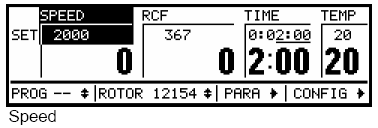 SPEED RCF TIME TEMP
SET 2000 367 0:02:00 20
0 0 2:00 20
PROG -- ♦ ROTOR 12154 ♦ PARA ▶ CONFIG ▶
Speed